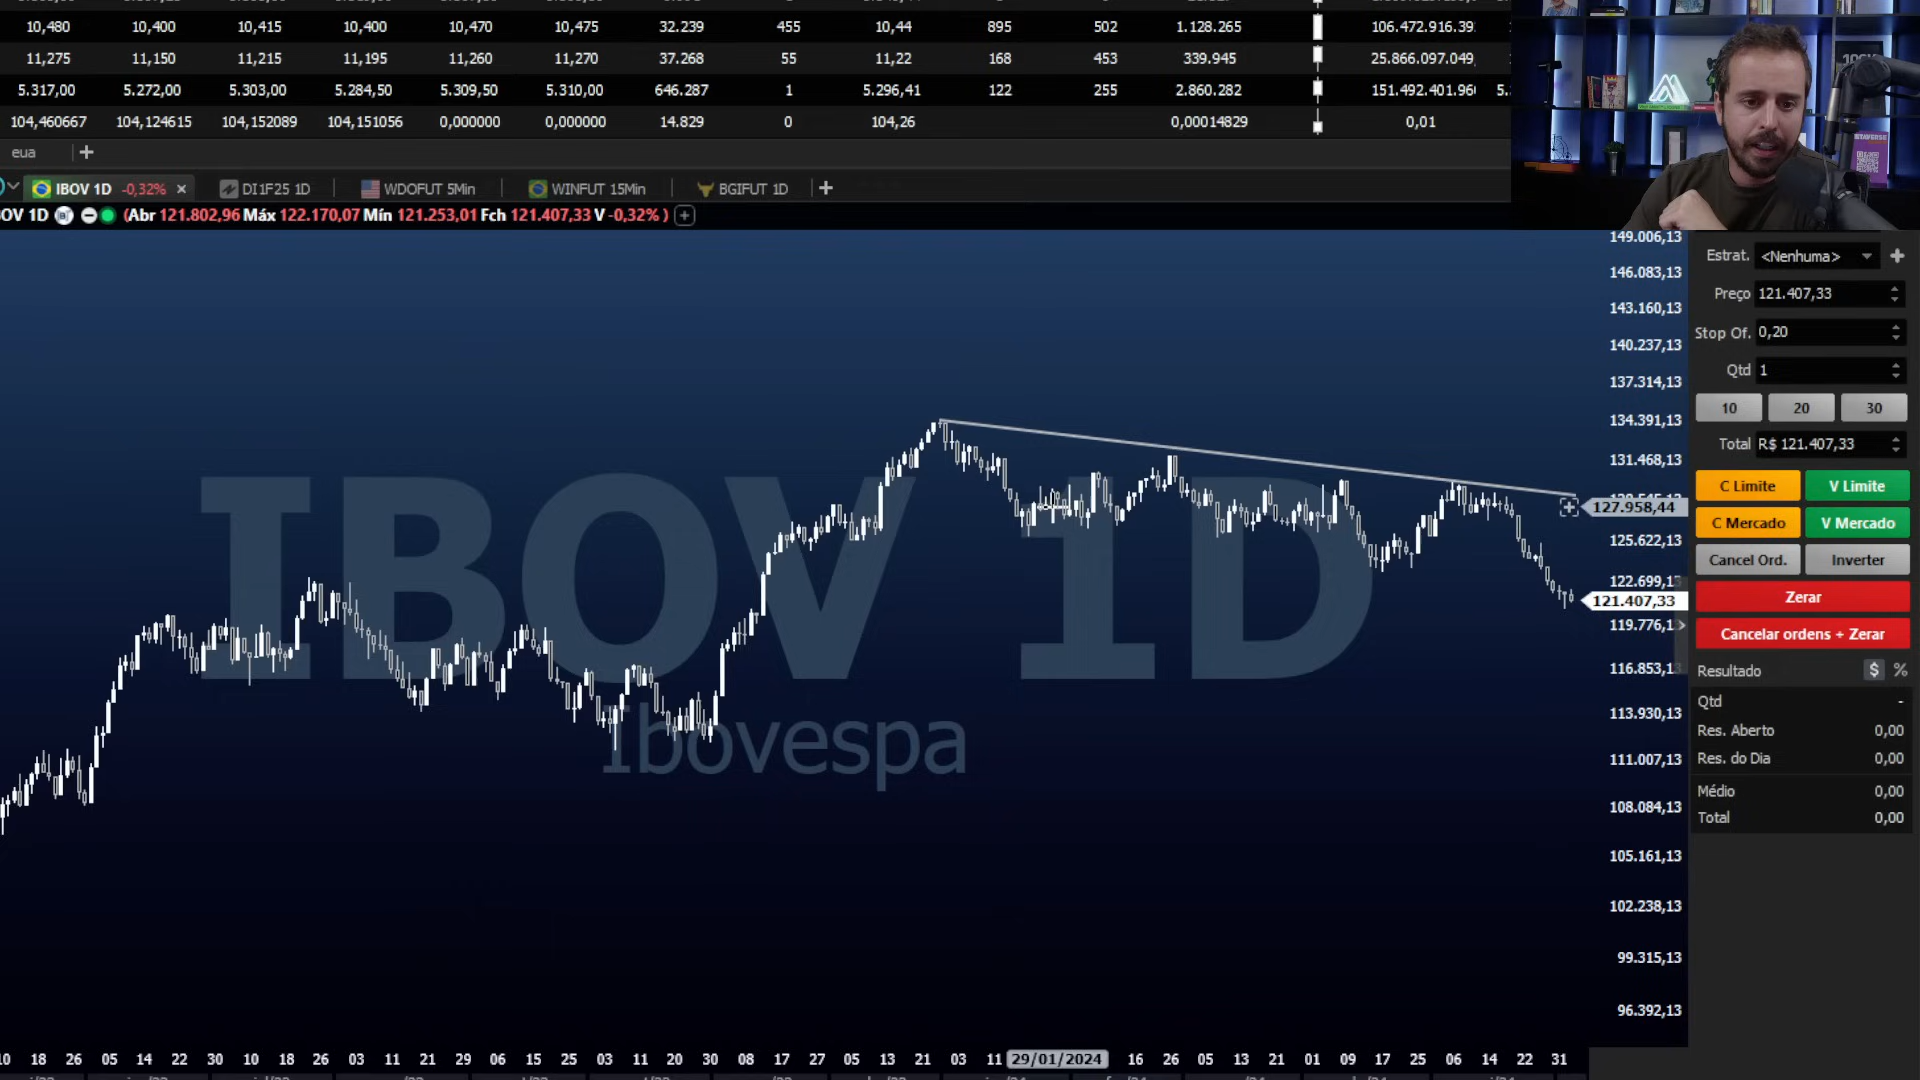 10,480 10,400 10,415 10,400 10,470 10,475 32.239 455 10,44 895 502 1.128.265 106.472.916.39
11,275 11,150 11,215 11,195 11,260 11,270 37.268 55 11,22 168 453 339.945 25.866.097.049,
5.317,00 5.272,00 5.303,00 5.284,50 5.309,50 5.310,00 646.287 1 5.296,41 122 255 2.860.282 151.492.401.96
104,460667 104,124615 104,152089 104,151056 0,000000 0,000000 14.829 0 104,26 0,00014829 0,01
eua +
IBOV 1D -0,32% × DI1F25 1D WDOFUT 5Min WINFUT 15Min BGIFUT 1D +
OV 1D (Abr 121.802,96 Máx 122.170,07 Mín 121.253,01 Fch 121.407,33 V -0,32% ) +
149.006,13
146.083,13
143.160,13
140.237,13
137.314,13
134.391,13
131.468,13
127.958,44
125.622,13
122.699,13
121.407,33
119.776,1
116.853,1
113.930,13
111.007,13
108.084,13
105.161,13
102.238,13
99.315,13
96.392,13
IBOV 1D
Ibovespa
Estrat. <Nenhuma> +
Preço 121.407,33
Stop Of. 0,20
Qtd 1
10 20 30
Total R$ 121.407,33
C Limite V Limite
C Mercado V Mercado
Cancel Ord. Inverter
Zerar
Cancelar ordens + Zerar
Resultado $ %
Qtd -
Res. Aberto 0,00
Res. do Dia 0,00
Médio 0,00
Total 0,00
10 18 26 05 14 22 30 10 18 26 03 11 21 29 06 15 25 03 11 20 30 08 17 27 05 13 21 03 11 29/01/2024 16 26 05 13 21 01 09 17 25 06 14 22 31